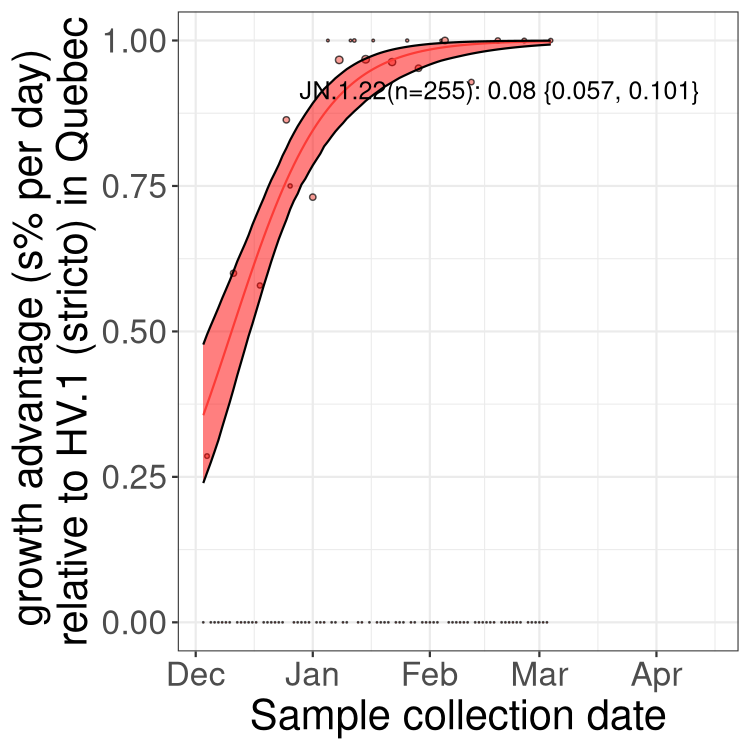 growth advantage (s% per day)
relative to HV.1 (stricto) in Quebec
1.00
0.75
0.50
0.25
0.00
JN.1.22(n=255): 0.08 {0.057, 0.101}
Dec Jan Feb Mar Apr
Sample collection date